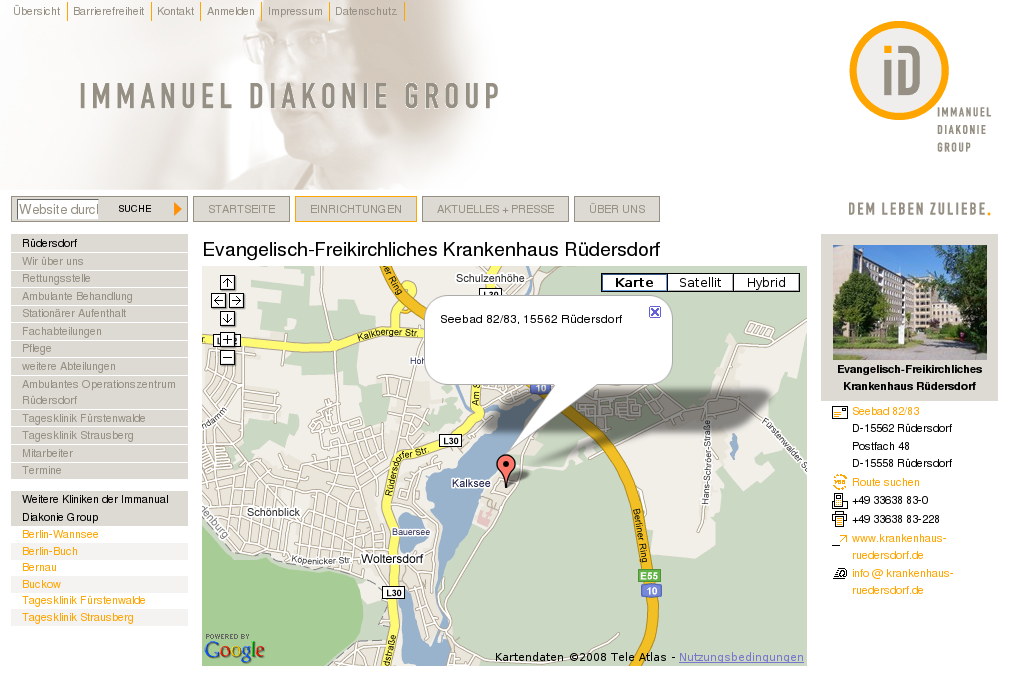 Übersicht
Barrierefreiheit
Kontakt
Anmelden
Impressum
Datenschutz
IMMANUEL DIAKONIE GROUP
iD
IMMANUEL
DIAKONIE
GROUP
Website durch
SUCHE
STARTSEITE
EINRICHTUNGEN
AKTUELLES + PRESSE
ÜBER UNS
DEM LEBEN ZULIEBE.
Rüdersdorf
Wir über uns
Rettungsstelle
Ambulante Behandlung
Stationärer Aufenthalt
Fachabteilungen
Pflege
weitere Abteilungen
Ambulantes Operationszentrum
Rüdersdorf
Tagesklinik Fürstenwalde
Tagesklinik Strausberg
Mitarbeiter
Termine
Weitere Kliniken der Immanual
Diakonie Group
Berlin-Wannsee
Berlin-Buch
Bernau
Buckow
Tagesklinik Fürstenwalde
Tagesklinik Strausberg
Evangelisch-Freikirchliches Krankenhaus Rüdersdorf
Karte
Satellit
Hybrid
Schulzenhöhe
Kalkberger Str.
Seebad 82/83, 15562 Rüdersdorf
10
L30
Rüdersdorfer Str.
Kalksee
Hans-Schröer-Straße
Fürstenwalder
Schönblick
Bauersee
Köpenicker Str.
Woltersdorf
Berliner Ring
L30
E55
10
POWERED BY
Google
Kartendaten ©2008 Tele Atlas - Nutzungsbedingungen
Evangelisch-Freikirchliches
Krankenhaus Rüdersdorf
Seebad 82/83
D-15562 Rüdersdorf
Postfach 48
D-15558 Rüdersdorf
Route suchen
+49 33638 83-0
+49 33638 83-228
www.krankenhaus-
ruedersdorf.de
info @ krankenhaus-
ruedersdorf.de